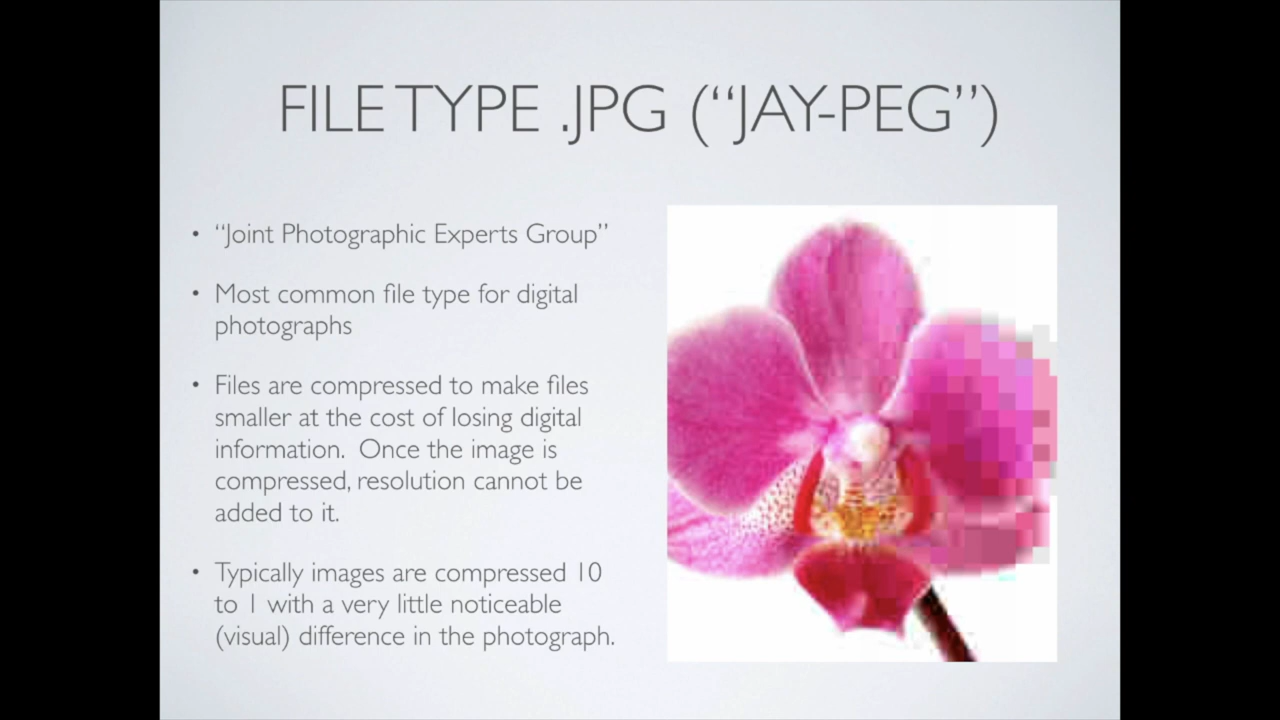 FILE TYPE .JPG (“JAY-PEG”)
• “Joint Photographic Experts Group”
• Most common file type for digital
photographs
• Files are compressed to make files
smaller at the cost of losing digital
information.  Once the image is
compressed, resolution cannot be
added to it.
• Typically images are compressed 10
to 1 with a very little noticeable
(visual) difference in the photograph.